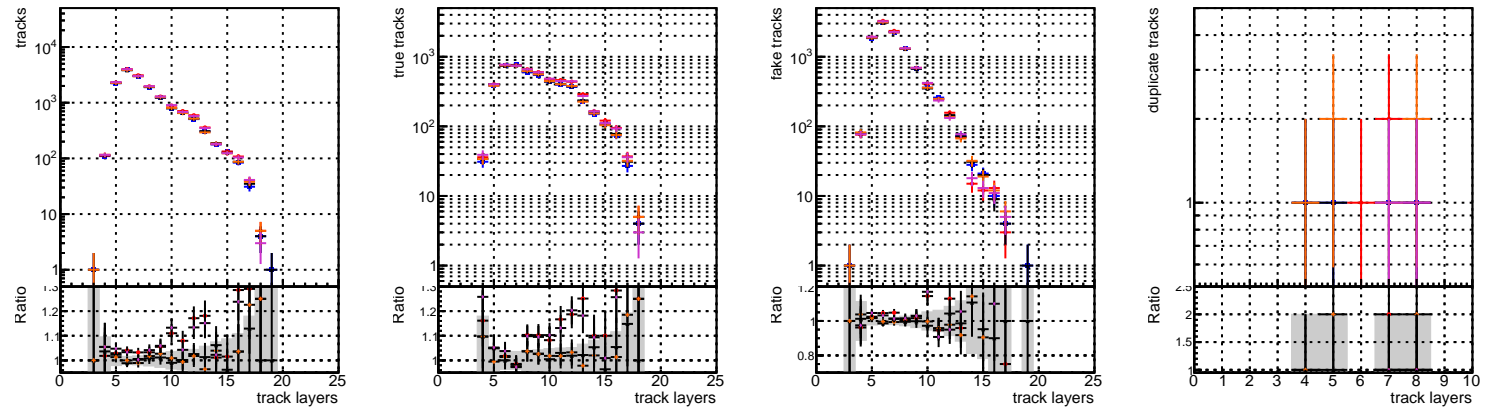 tracks
10^4
10^3
10^2
10
1
Ratio
1.3
1.2
1.1
1
0 5 10 15 20 25
track layers
true tracks
10^3
10^2
10
1
Ratio
1.3
1.2
1.1
1
0 5 10 15 20 25
track layers
fake tracks
10^3
10^2
10
1
Ratio
1.2
1
0.8
0 5 10 15 20 25
track layers
duplicate tracks
1
Ratio
2.5
2
1.5
1
0 1 2 3 4 5 6 7 8 9 10
track layers